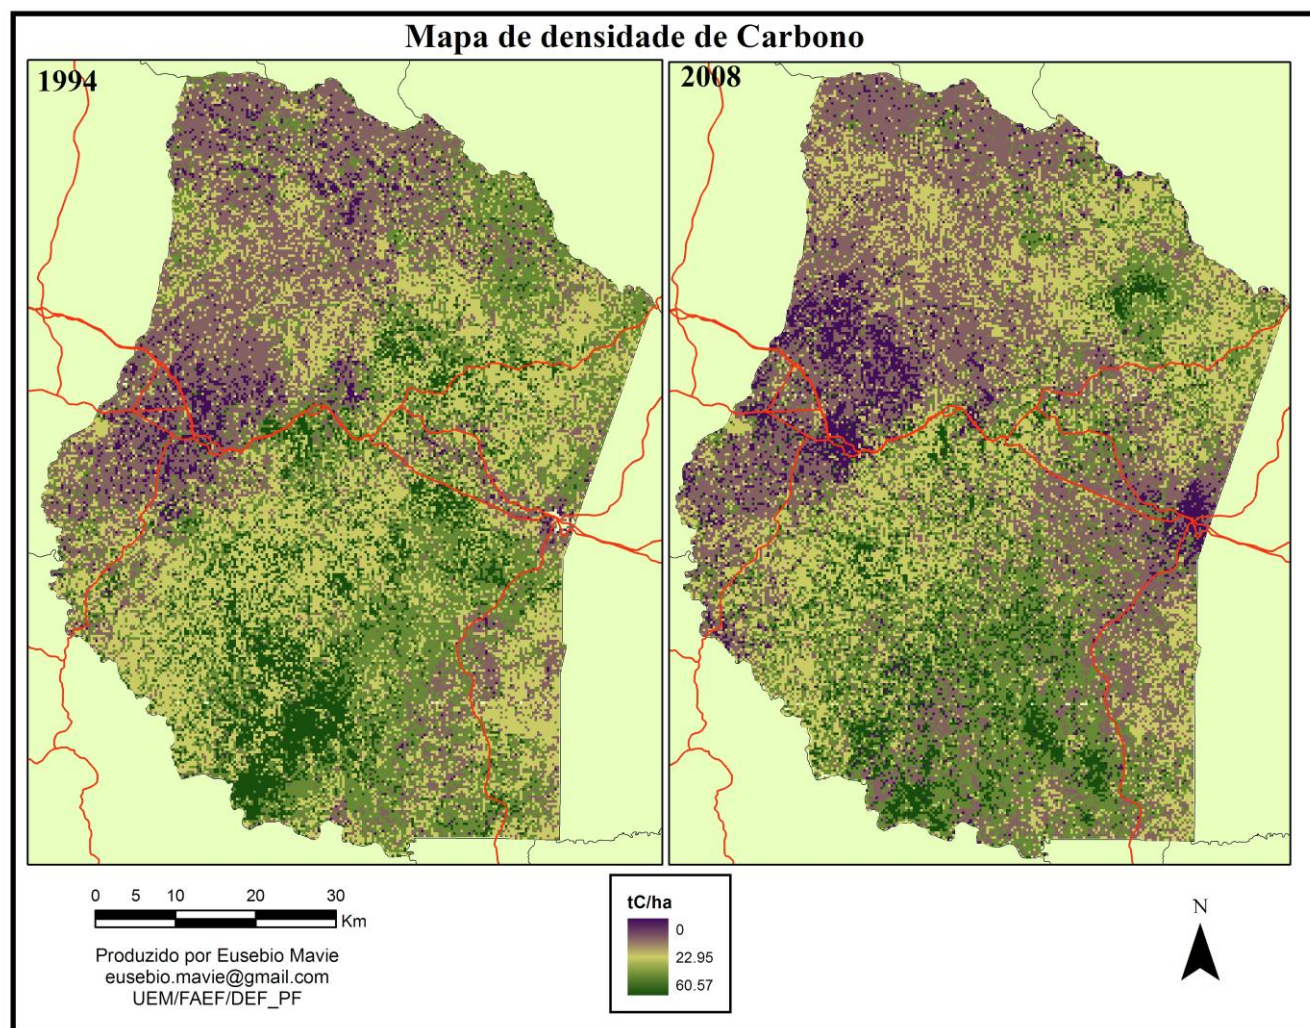 Mapa de densidade de Carbono
1994
2008
0 5 10 20 30
Km
Produzido por Eusebio Mavie
eusebio.mavie@gmail.com
UEM/FAEF/DEF_PF
tC/ha
0
22.95
60.57
N